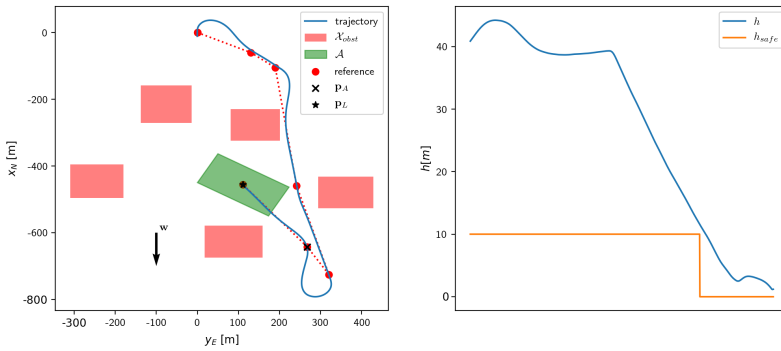 0
-200
-400
-600
-800
x_N [m]
-300
-200
-100
0
100
200
300
400
y_E [m]
w
trajectory
𝒳_obst
𝒜
reference
p_A
p_L
40
30
20
10
0
h[m]
h
h_safe